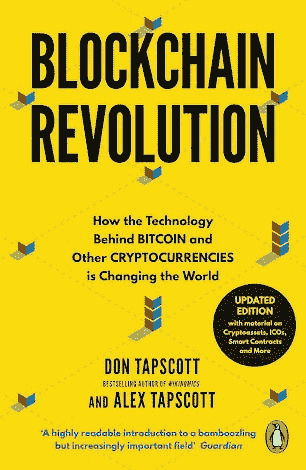 BLOCKCHAIN
REVOLUTION
How the Technology
Behind BITCOIN and
Other CRYPTOCURRENCIES
is Changing the World
UPDATED
EDITION
with material on
Cryptoassets, ICOs,
Smart Contracts
and More
DON TAPSCOTT
BESTSELLING AUTHOR OF WIKINOMICS
AND ALEX TAPSCOTT
'A highly readable introduction to a bamboozling
but increasingly important field' Guardian